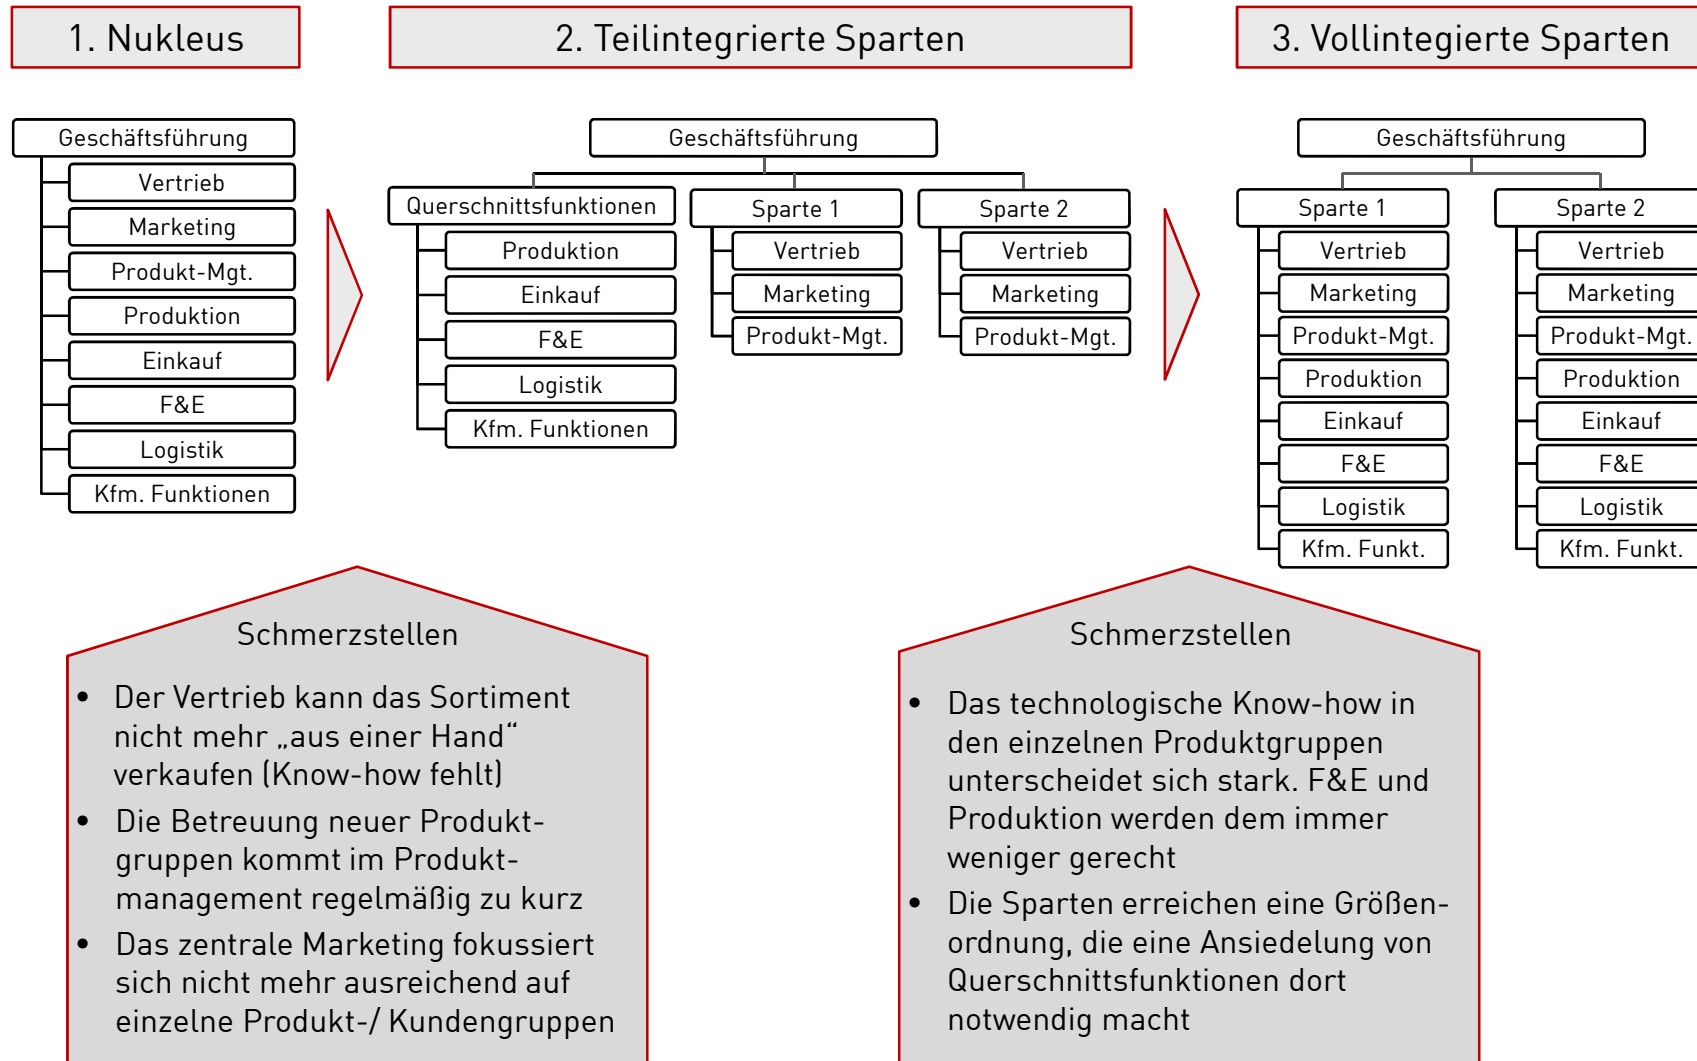 1. Nukleus
2. Teilintegrierte Sparten
3. Vollintegierte Sparten
Geschäftsführung
Vertrieb
Marketing
Produkt-Mgt.
Produktion
Einkauf
F&E
Logistik
Kfm. Funktionen
Geschäftsführung
Querschnittsfunktionen
Produktion
Einkauf
F&E
Logistik
Kfm. Funktionen
Sparte 1
Vertrieb
Marketing
Produkt-Mgt.
Sparte 2
Vertrieb
Marketing
Produkt-Mgt.
Geschäftsführung
Sparte 1
Vertrieb
Marketing
Produkt-Mgt.
Produktion
Einkauf
F&E
Logistik
Kfm. Funkt.
Sparte 2
Vertrieb
Marketing
Produkt-Mgt.
Produktion
Einkauf
F&E
Logistik
Kfm. Funkt.
Schmerzstellen
• Der Vertrieb kann das Sortiment
nicht mehr „aus einer Hand“
verkaufen (Know-how fehlt)
• Die Betreuung neuer Produkt-
gruppen kommt im Produkt-
management regelmäßig zu kurz
• Das zentrale Marketing fokussiert
sich nicht mehr ausreichend auf
einzelne Produkt-/ Kundengruppen
Schmerzstellen
• Das technologische Know-how in
den einzelnen Produktgruppen
unterscheidet sich stark. F&E und
Produktion werden dem immer
weniger gerecht
• Die Sparten erreichen eine Größen-
ordnung, die eine Ansiedelung von
Querschnittsfunktionen dort
notwendig macht